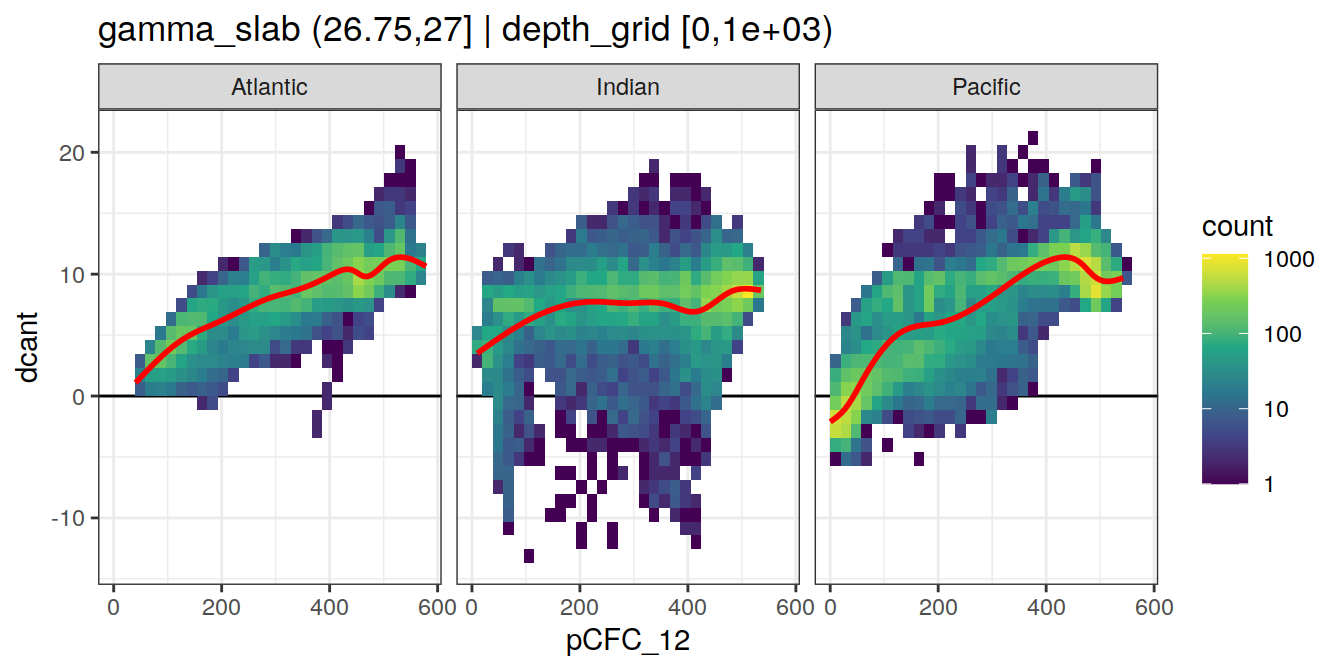 gamma_slab (26.75,27] | depth_grid [0,1e+03)
Atlantic
Indian
Pacific
dcant
20
10
0
-10
0 200 400 600
0 200 400 600
0 200 400 600
pCFC_12
count
1000
100
10
1